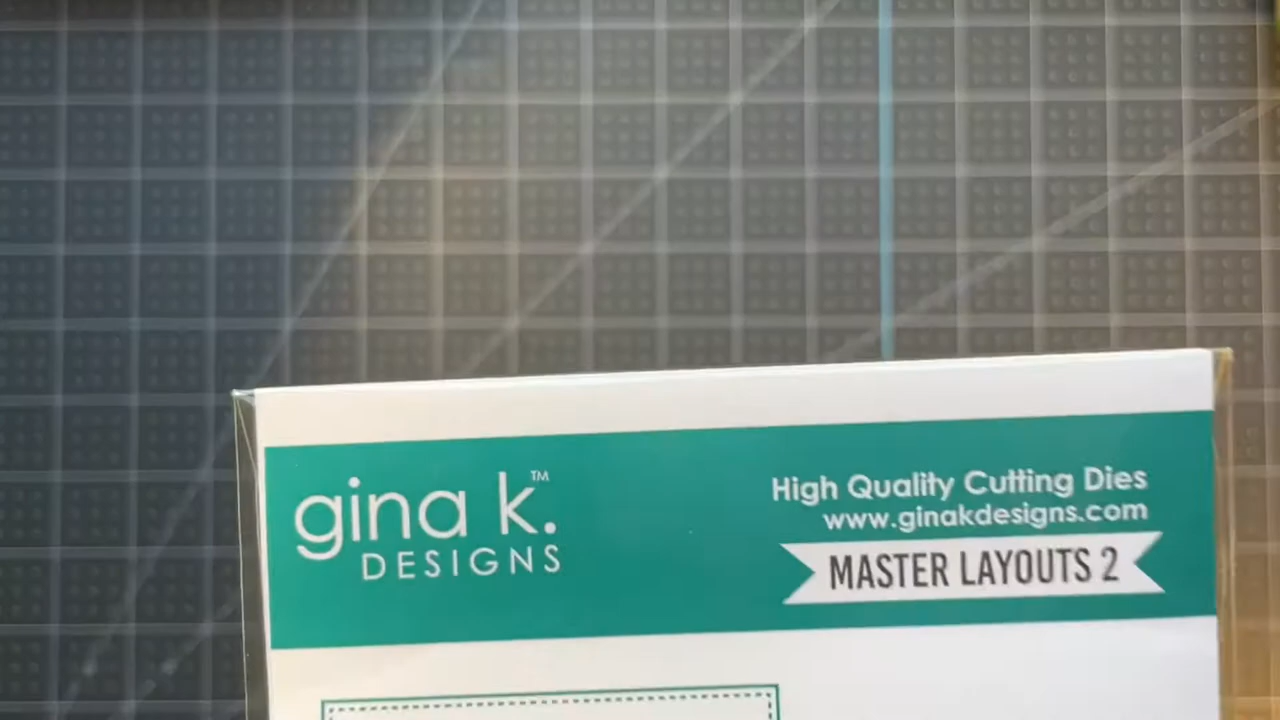 gina k.™
DESIGNS
High Quality Cutting Dies
www.ginakdesigns.com
MASTER LAYOUTS 2